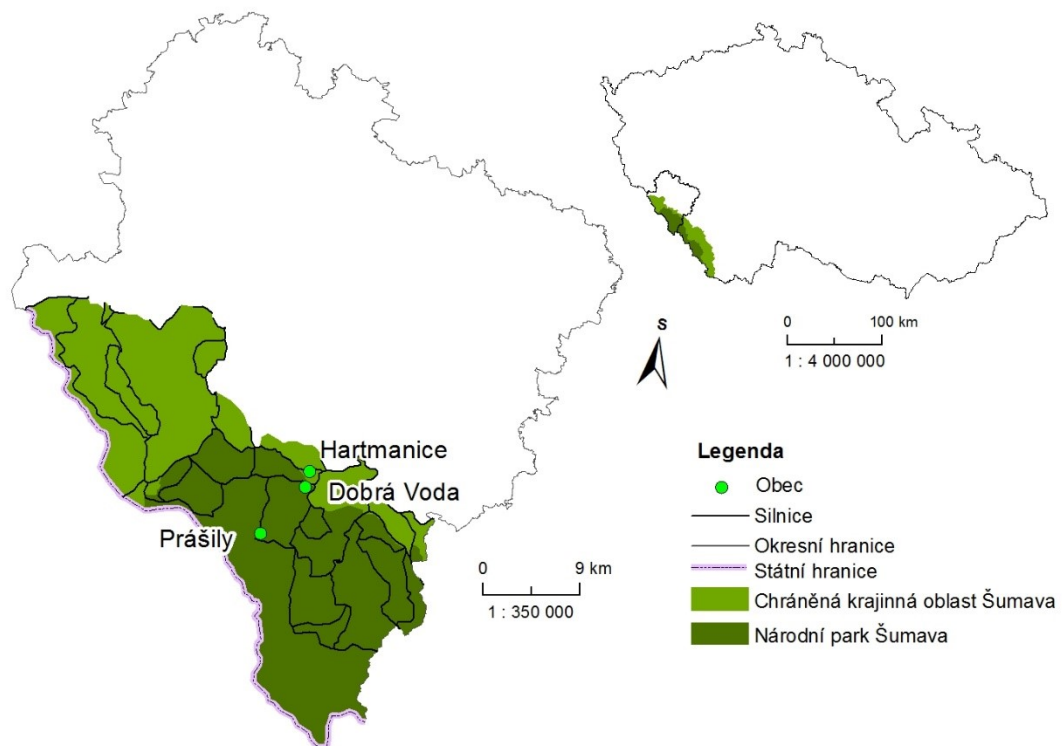 Hartmanice
Dobrá Voda
Prášily
0 9 km
1 : 350 000
S
0 100 km
1 : 4 000 000
Legenda
Obec
Silnice
Okresní hranice
Státní hranice
Chráněná krajinná oblast Šumava
Národní park Šumava